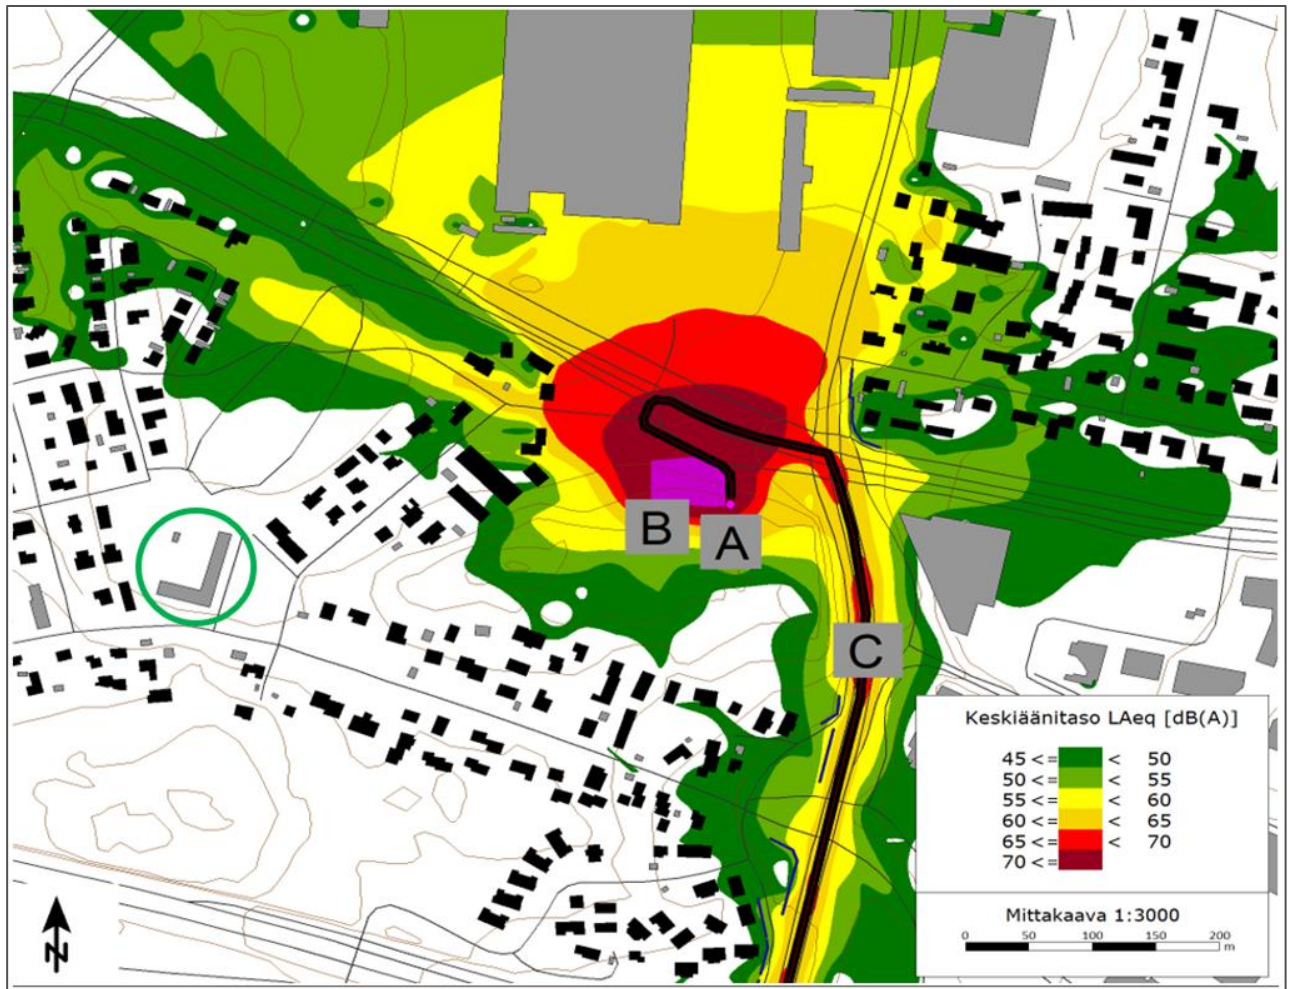 B
A
C
Keskiäänitaso LAeq [dB(A)]
45 <= < 50
50 <= < 55
55 <= < 60
60 <= < 65
65 <= < 70
70 <=
Mittakaava 1:3000
0 50 100 150 200
m
N